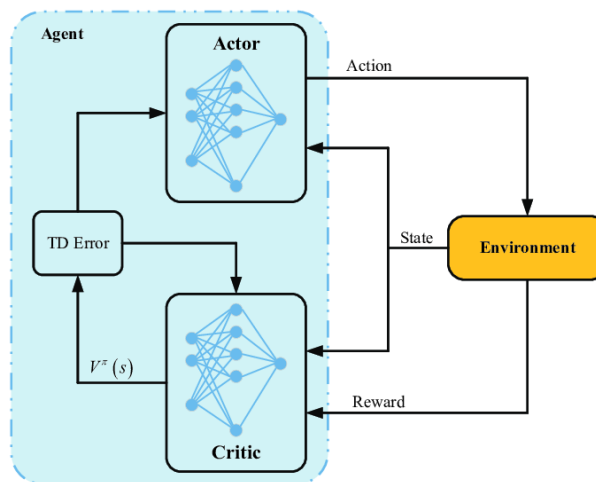 Agent
Actor
Action
TD Error
State
Environment
V^π (s)
Reward
Critic